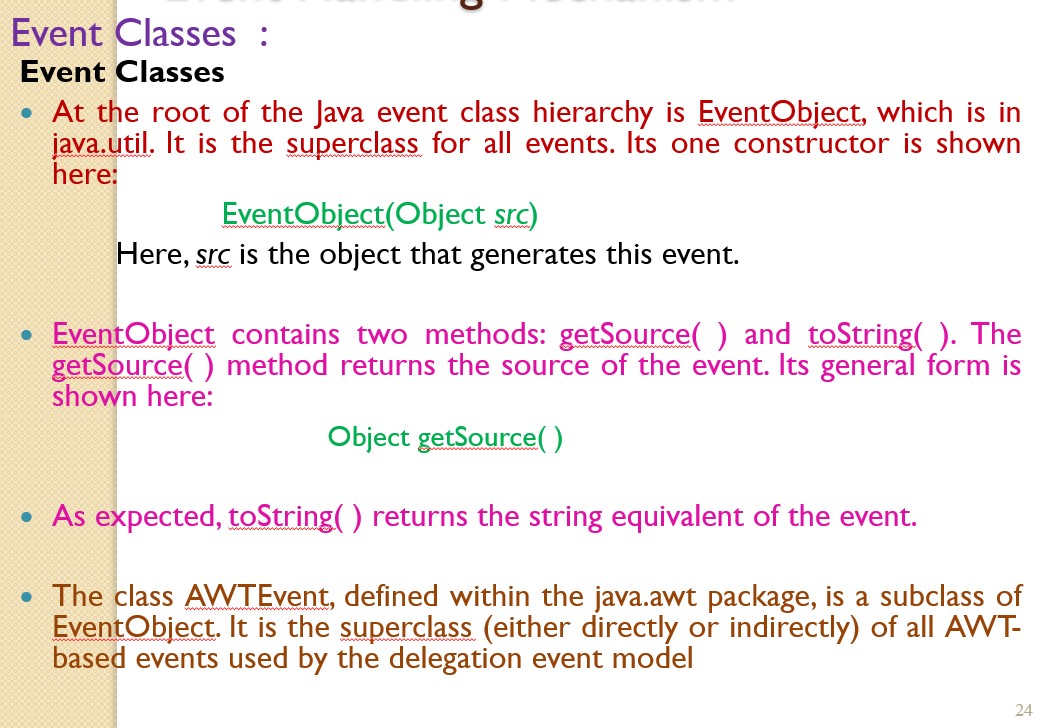 Event Classes :
Event Classes
• At the root of the Java event class hierarchy is EventObject, which is in
java.util. It is the superclass for all events. Its one constructor is shown
here:
EventObject(Object src)
Here, src is the object that generates this event.
• EventObject contains two methods: getSource( ) and toString( ). The
getSource( ) method returns the source of the event. Its general form is
shown here:
Object getSource( )
• As expected, toString( ) returns the string equivalent of the event.
• The class AWTEvent, defined within the java.awt package, is a subclass of
EventObject. It is the superclass (either directly or indirectly) of all AWT-
based events used by the delegation event model
24